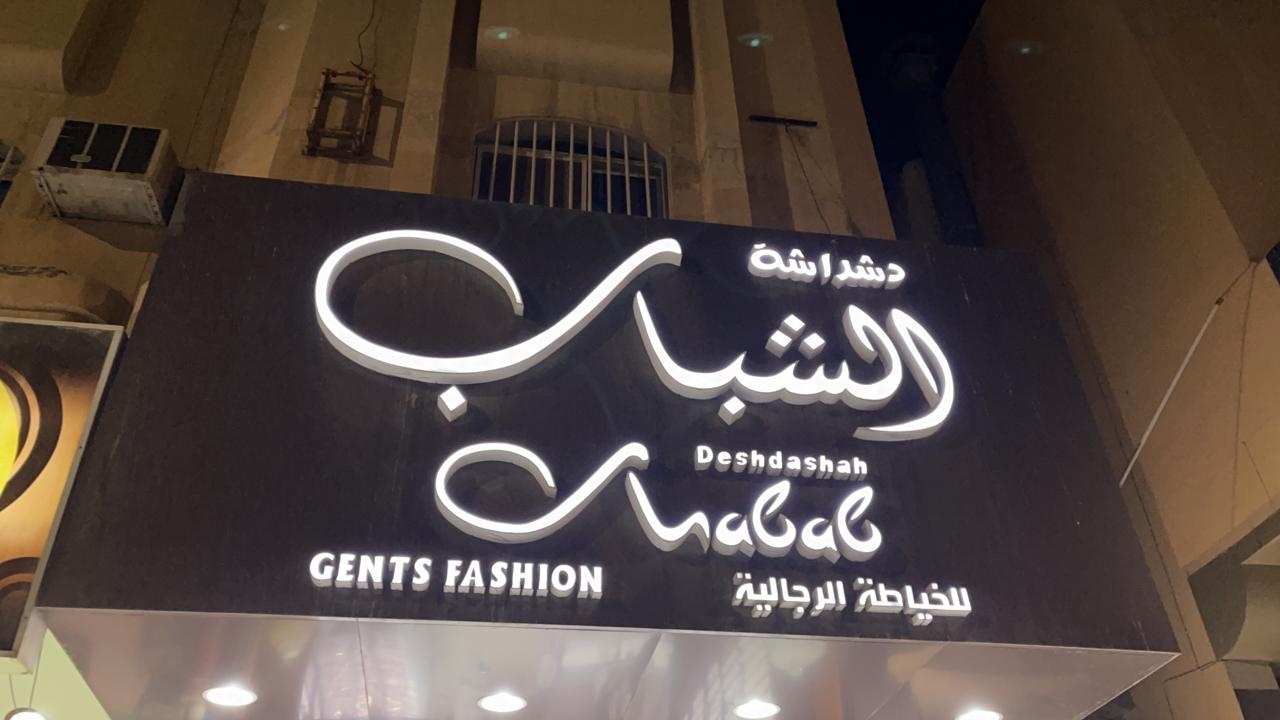 دشداشة
الشباب
Deshdashah
Shabab
GENTS FASHION
للخياطة الرجالية